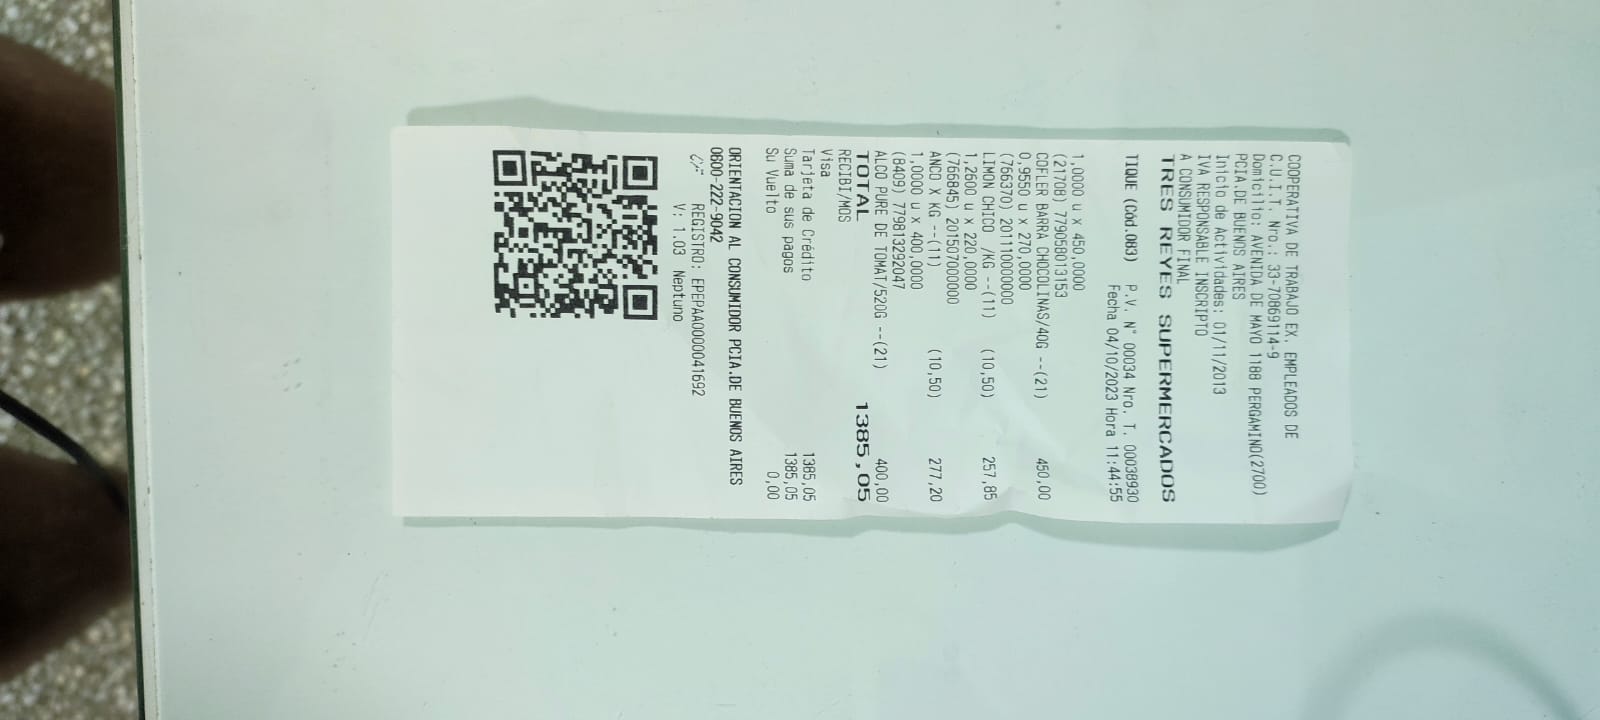 COOPERATIVA DE TRABAJO EX. EMPLEADOS DE
C.U.I.T. Nro.: 33-70869114-9
Domicilio: AVENIDA DE MAYO 1188 PERGAMINO(2700)
PCIA.DE BUENOS AIRES
Inicio de Actividades: 01/11/2013
IVA RESPONSABLE INSCRIPTO
A CONSUMIDOR FINAL
TRES REYES SUPERMERCADOS
TIQUE (Cód.083) P.V. N° 00034 Nro. T. 00038930
Fecha 04/10/2023 Hora 11:44:55
1,0000 u x 450,0000
(21708) 7790580131753
COFLER BARRA CHOCOLINAS/40G --(21) 450,00
0,9550 u x 270,0000
(766370) 2011100000000
LIMON CHICO /KG --(11) (10,50) 257,85
1,2600 u x 220,0000
(766845) 2015070000000
ANCO X KG --(11) (10,50) 277,20
1,0000 u x 400,0000
(8409) 7798132920​47
ALCO PURE DE TOMAT/520G --(21) 400,00
TOTAL 1385,05
RECIBI/MOS
Visa
Tarjeta de Crédito 1385,05
Suma de sus pagos 1385,05
Su Vuelto 0,00
ORIENTACION AL CONSUMIDOR PCIA.DE BUENOS AIRES
0800-222-9042
CF REGISTRO: EPEPAA0000041692
V: 1.03 Neptuno